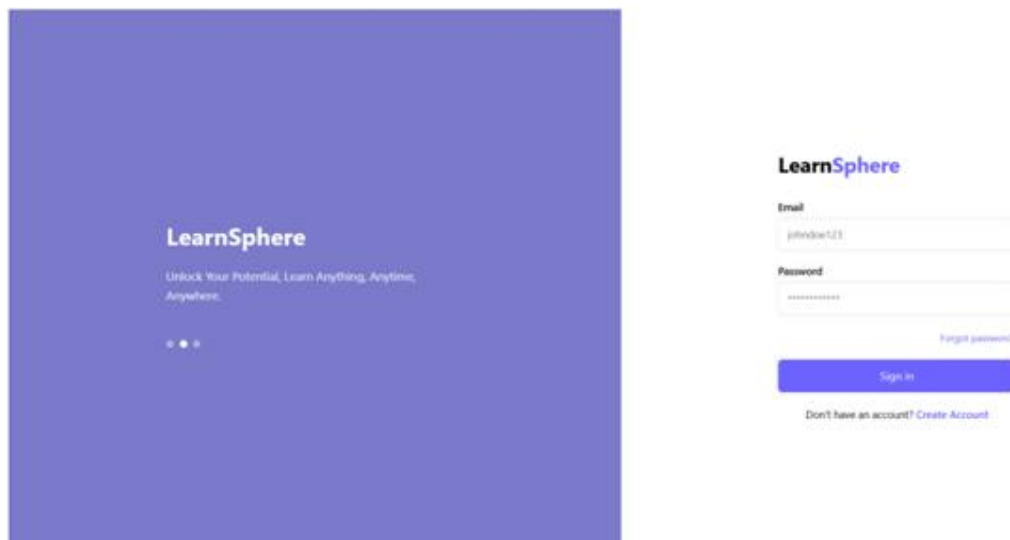 LearnSphere
Unlock Your Potential, Learn Anything, Anytime,
Anywhere.
LearnSphere
Email
johndoe123
Password
************
Forgot password
Sign in
Don't have an account? Create Account